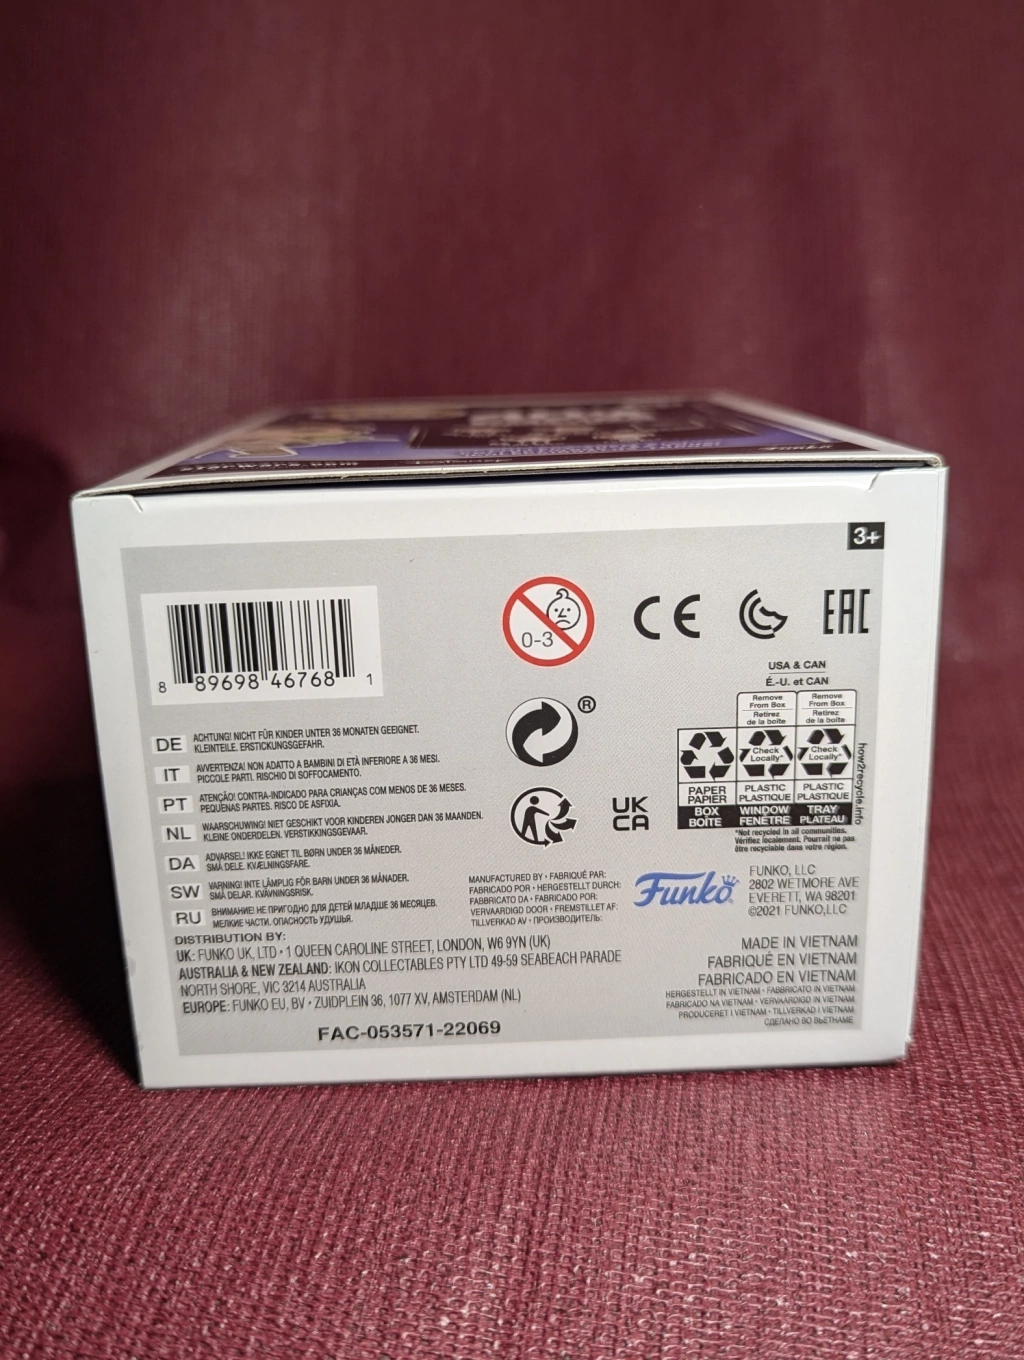 starwars.com
3+
8 89698 46768 1
0-3
CE
EAC
®
UK
CA
USA & CAN
É.-U. et CAN
Remove
From Box
Retirez
de la boîte
Remove
From Box
Retirez
de la boîte
Check
Locally*
Check
Locally*
PAPER
PAPIER
BOX
BOÎTE
PLASTIC
PLASTIQUE
WINDOW
FENÊTRE
PLASTIC
PLASTIQUE
TRAY
PLATEAU
how2recycle.info
*Not recycled in all communities.
Vérifiez localement. Pourrait ne pas
être recyclable dans votre région.
DE ACHTUNG! NICHT FÜR KINDER UNTER 36 MONATEN GEEIGNET.
KLEINTEILE. ERSTICKUNGSGEFAHR.
IT AVVERTENZA! NON ADATTO A BAMBINI DI ETÀ INFERIORE A 36 MESI.
PICCOLE PARTI. RISCHIO DI SOFFOCAMENTO.
PT ATENÇÃO! CONTRA-INDICADO PARA CRIANÇAS COM MENOS DE 36 MESES.
PEQUENAS PARTES. RISCO DE ASFIXIA.
NL WAARSCHUWING! NIET GESCHIKT VOOR KINDEREN JONGER DAN 36 MAANDEN.
KLEINE ONDERDELEN. VERSTIKKINGSGEVAAR.
DA ADVARSEL! IKKE EGNET TIL BØRN UNDER 36 MÅNEDER.
SMÅ DELE. KVÆLNINGSFARE.
SW VARNING! INTE LÄMPLIG FÖR BARN UNDER 36 MÅNADER.
SMÅ DELAR. KVÄVNINGSRISK.
RU ВНИМАНИЕ! НЕ ПРИГОДНО ДЛЯ ДЕТЕЙ МЛАДШЕ 36 МЕСЯЦЕВ.
МЕЛКИЕ ЧАСТИ. ОПАСНОСТЬ УДУШЬЯ.
DISTRIBUTION BY:
UK: FUNKO UK, LTD • 1 QUEEN CAROLINE STREET, LONDON, W6 9YN (UK)
AUSTRALIA & NEW ZEALAND: IKON COLLECTABLES PTY LTD 49-59 SEABEACH PARADE
NORTH SHORE, VIC 3214 AUSTRALIA
EUROPE: FUNKO EU, BV • ZUIDPLEIN 36, 1077 XV, AMSTERDAM (NL)
FAC-053571-22069
MANUFACTURED BY • FABRIQUÉ PAR:
FABRICADO POR • HERGESTELLT DURCH:
FABBRICATO DA • FABRICADO POR:
VERVAARDIGD DOOR • FREMSTILLET AF:
TILLVERKAD AV • ПРОИЗВОДИТЕЛЬ:
Funko
FUNKO, LLC
2802 WETMORE AVE
EVERETT, WA 98201
©2021 FUNKO,LLC
MADE IN VIETNAM
FABRIQUÉ EN VIETNAM
FABRICADO EN VIETNAM
HERGESTELLT IN VIETNAM • FABBRICATO IN VIETNAM
FABRICADO NA VIETNAM • VERVAARDIGD IN VIETNAM
PRODUCERET I VIETNAM • TILLVERKAD I VIETNAM
СДЕЛАНО ВО ВЬЕТНАМЕ